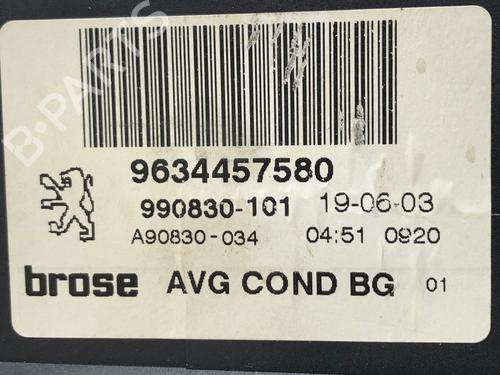 B-PARTS
9634457580
990830-101 19-06-03
A90830-034 04:51 0920
brose AVG COND BG 01